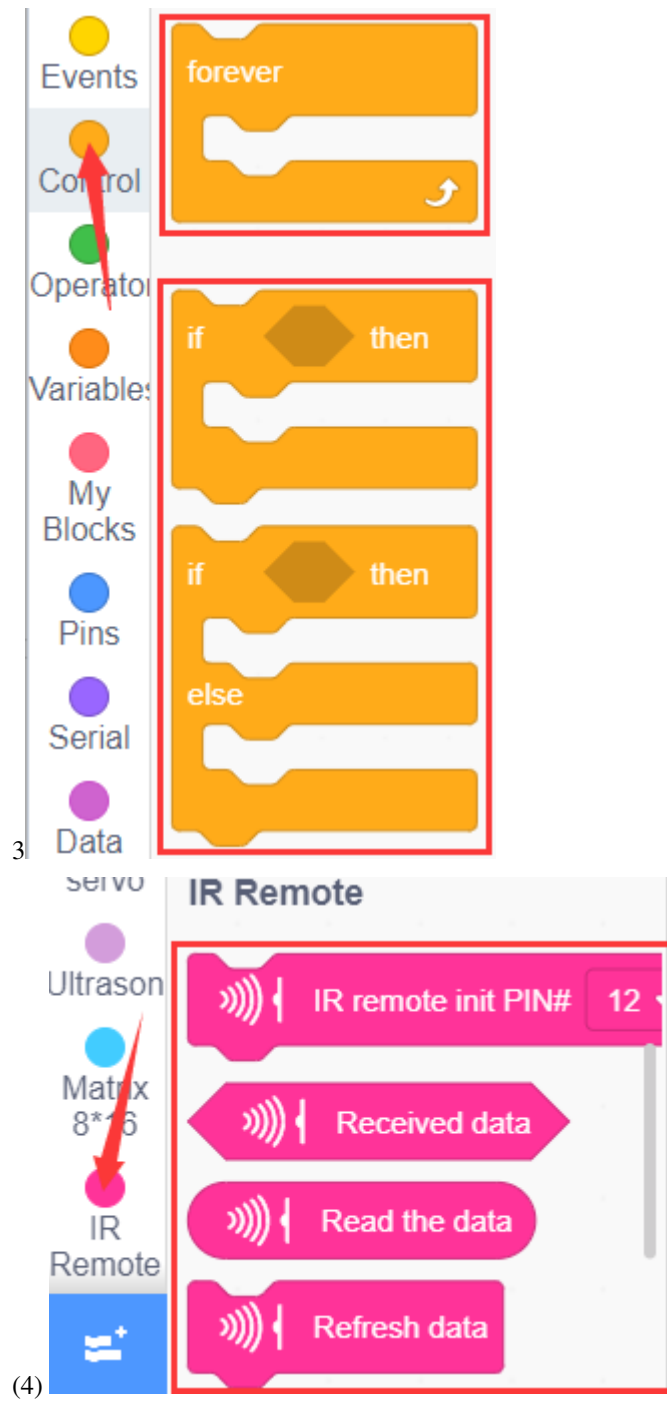 Events
Control
Operator
Variables
My
Blocks
Pins
Serial
Data
forever
if then
if then
else
3
servo
Ultrason
Matrix
8*16
IR
Remote
IR Remote
IR remote init PIN# 12
Received data
Read the data
Refresh data
(4)